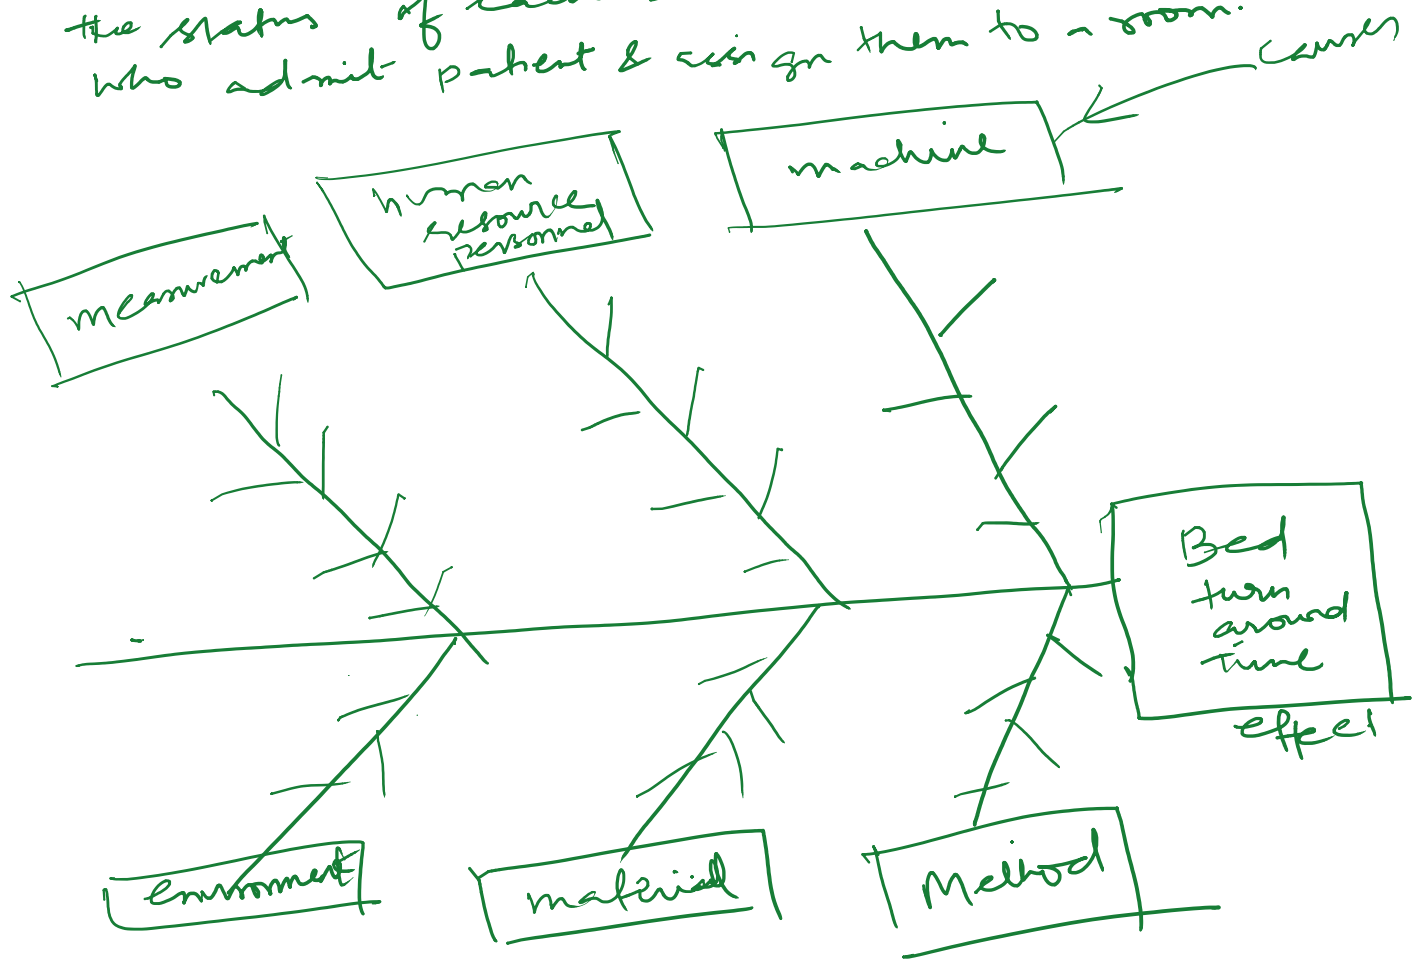 the status of
who admit patient & assign them to a room.
causes
machine
human
resource
personnel
measurement
Bed
turn
around
Time
effect
environment
material
Method